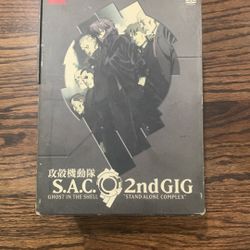 攻殻機動隊
S.A.C. 2nd GIG
GHOST IN THE SHELL "STAND ALONE COMPLEX"